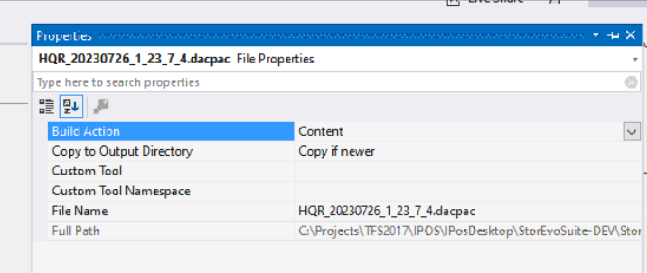 Live Share
Properties
HQR_20230726_1_23_7_4.dacpac File Properties
Type here to search properties
Build Action Content
Copy to Output Directory Copy if newer
Custom Tool
Custom Tool Namespace
File Name HQR_20230726_1_23_7_4.dacpac
Full Path C:\Projects\TFS2017\IPOS\IPosDesktop\StorEvoSuite-DEV\Stor